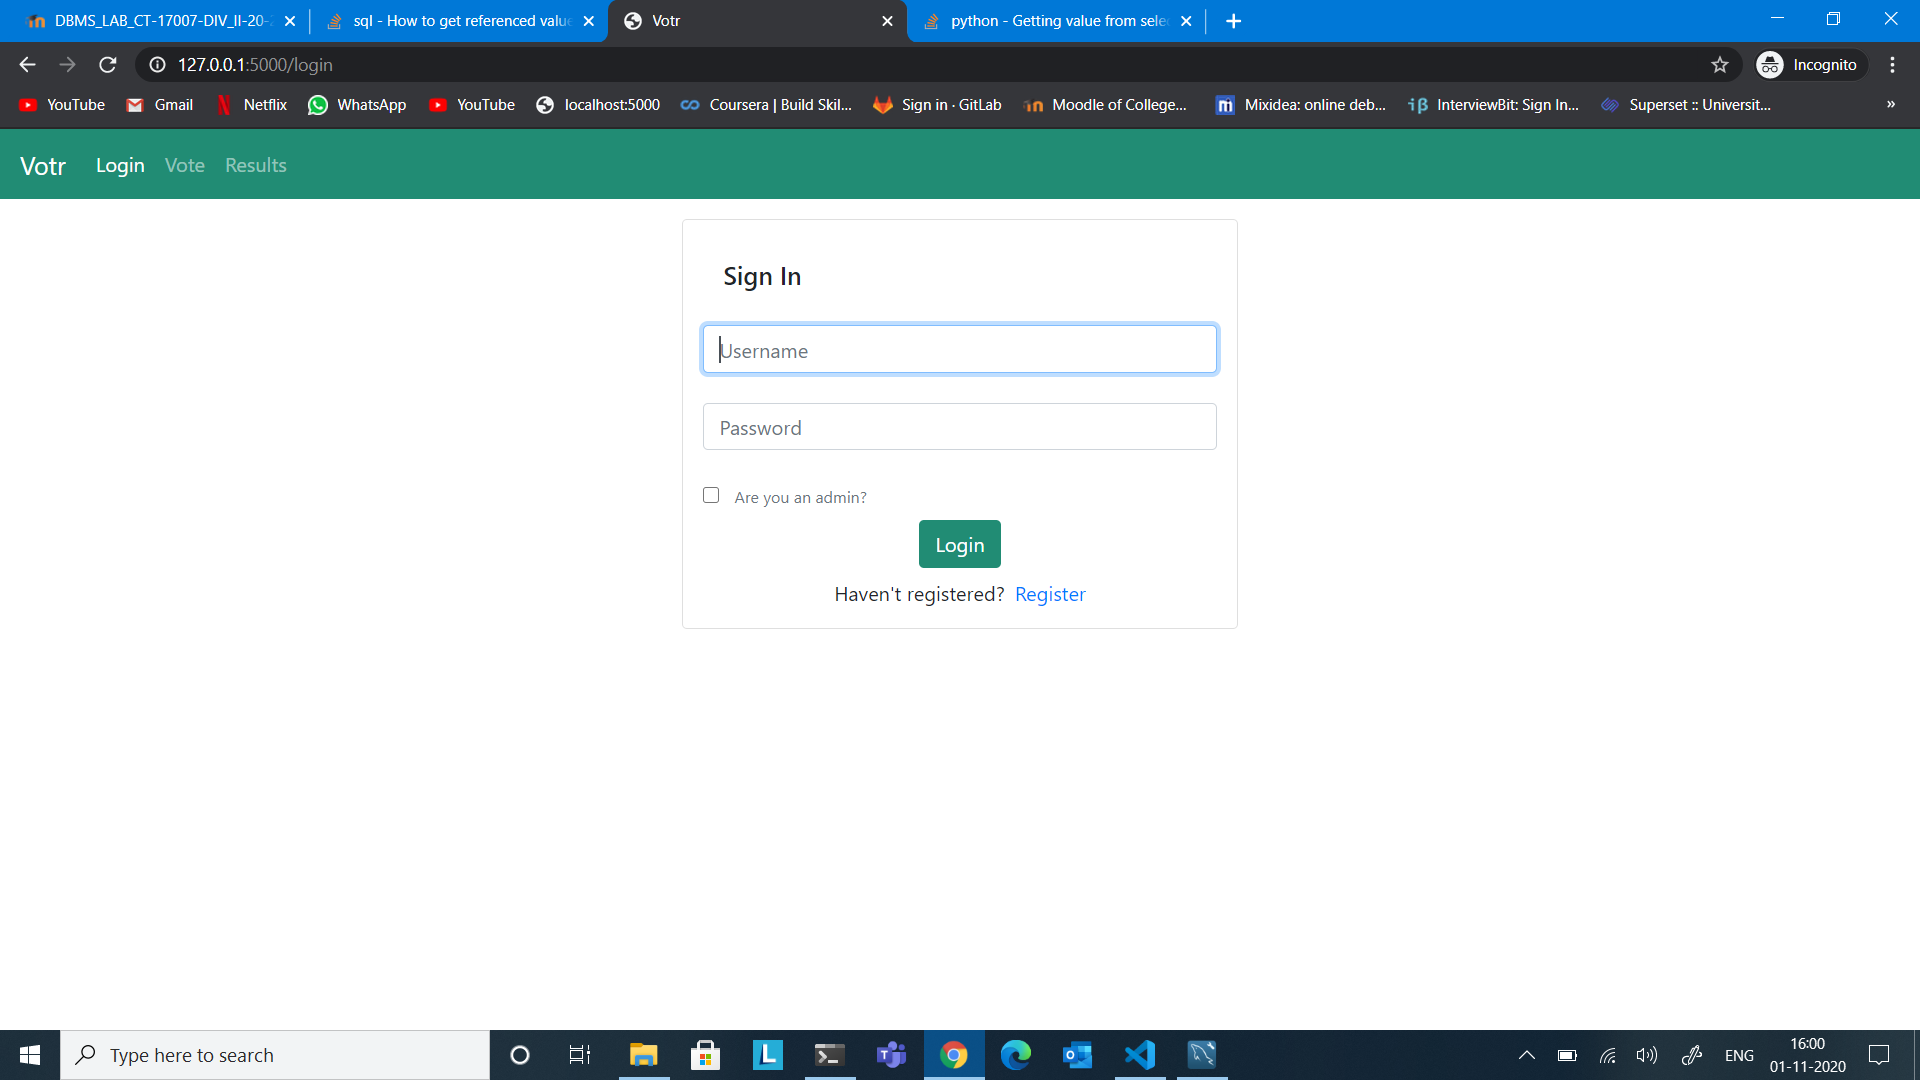 DBMS_LAB_CT-17007-DIV_II-20-
sql - How to get referenced value
Votr
python - Getting value from selec
127.0.0.1:5000/login
Incognito
YouTube
Gmail
Netflix
WhatsApp
YouTube
localhost:5000
Coursera | Build Skil...
Sign in · GitLab
Moodle of College...
Mixidea: online deb...
InterviewBit: Sign In...
Superset :: Universit...
»
Votr Login Vote Results
Sign In
Username
Password
Are you an admin?
Login
Haven't registered? Register
Type here to search
ENG
16:00
01-11-2020